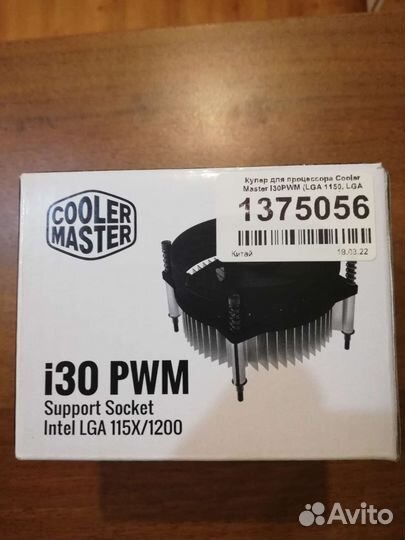 COOLER
MASTER
Кулер для процессора Cooler
Master I30PWM (LGA 1150, LGA
1375056
Китай
19.03.22
i30 PWM
Support Socket
Intel LGA 115X/1200
Avito